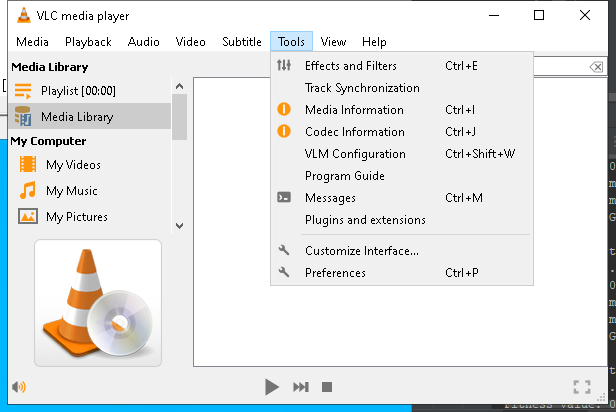 VLC media player
Media Playback Audio Video Subtitle Tools View Help
Media Library
Playlist [00:00]
Media Library
My Computer
My Videos
My Music
My Pictures
Effects and Filters Ctrl+E
Track Synchronization
Media Information Ctrl+I
Codec Information Ctrl+J
VLM Configuration Ctrl+Shift+W
Program Guide
Messages Ctrl+M
Plugins and extensions
Customize Interface...
Preferences Ctrl+P